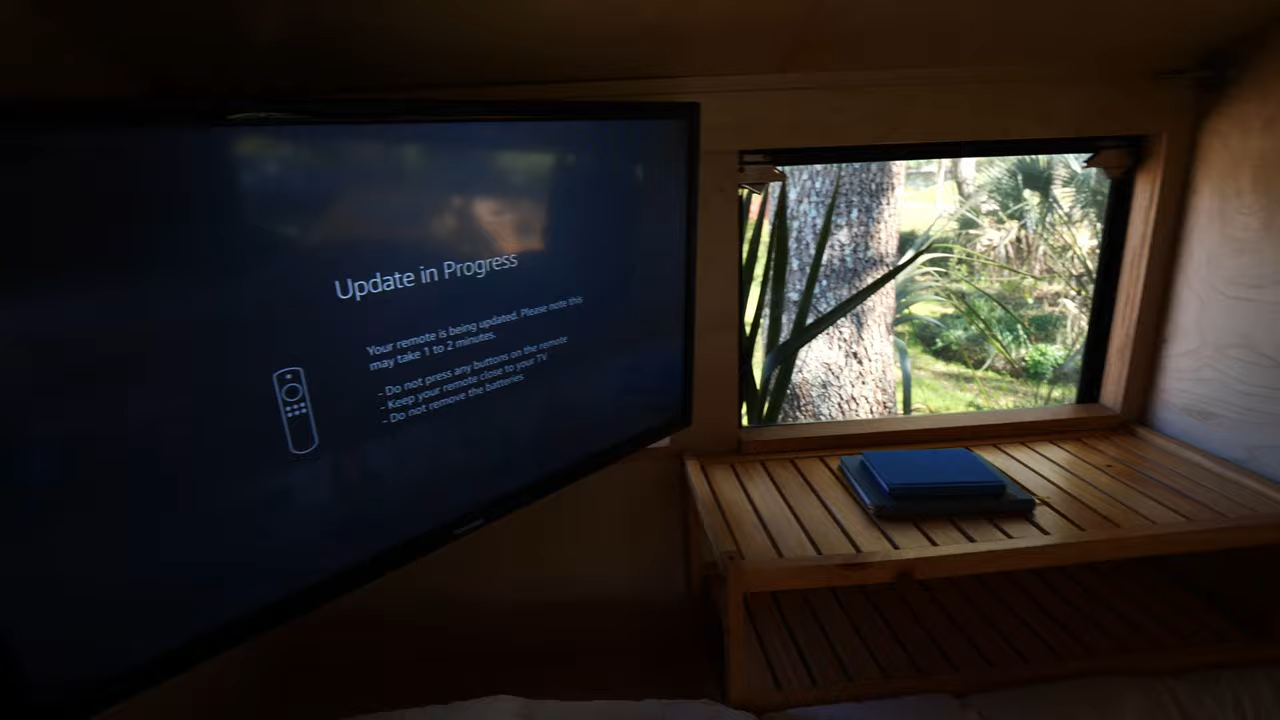 Update in Progress
Your remote is being updated. Please note this
may take 1 to 2 minutes.
- Do not press any buttons on the remote
- Keep your remote close to your TV
- Do not remove the batteries